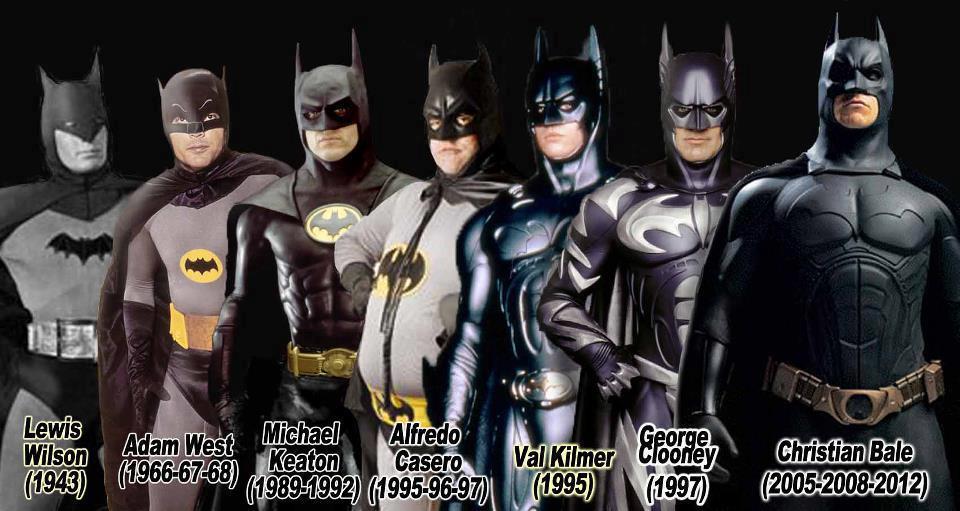 Lewis
Wilson
(1943)
Adam West
(1966-67-68)
Michael
Keaton
(1989-1992)
Alfredo
Casero
(1995-96-97)
Val Kilmer
(1995)
George
Clooney
(1997)
Christian Bale
(2005-2008-2012)